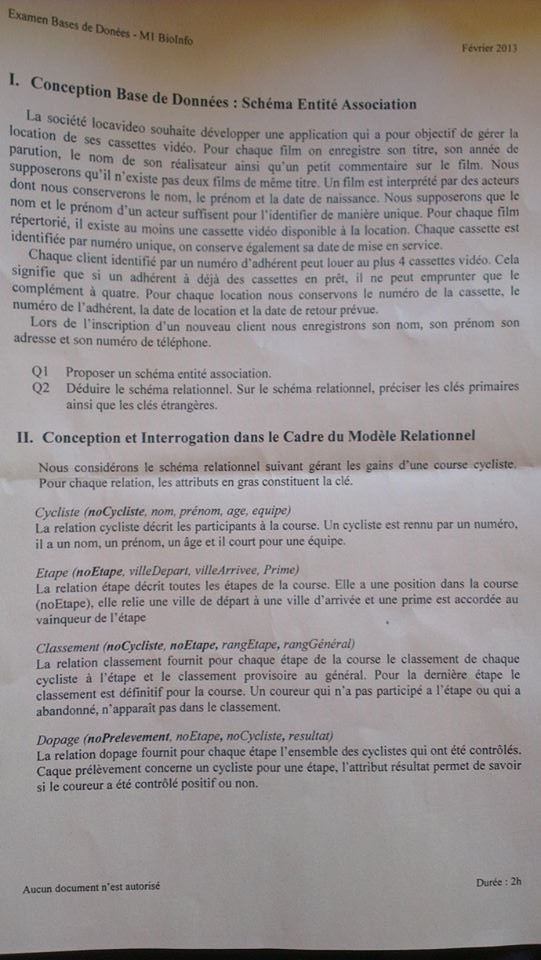 Examen Bases de Donées - M1 BioInfo
Février 2013
I. Conception Base de Données : Schéma Entité Association
La société locavideo souhaite développer une application qui a pour objectif de gérer la
location de ses cassettes vidéo. Pour chaque film on enregistre son titre, son année de
parution, le nom de son réalisateur ainsi qu'un petit commentaire sur le film. Nous
supposerons qu'il n'existe pas deux films de même titre. Un film est interprété par des acteurs
dont nous conserverons le nom, le prénom et la date de naissance. Nous supposons que le
nom et le prénom d'un acteur suffisent pour l'identifier de manière unique. Pour chaque film
répertorié, il existe au moins une cassette vidéo disponible à la location. Chaque cassette est
identifiée par numéro unique, on conserve également sa date de mise en service.
Chaque client identifié par un numéro d'adhérent peut louer au plus 4 cassettes vidéo. Cela
signifie que si un adhérent à déjà des cassettes en prêt, il ne peut emprunter que le
complément à quatre. Pour chaque location nous conservons le numéro de la cassette, le
numéro de l'adhérent, la date de location et la date de retour prévue.
Lors de l'inscription d'un nouveau client nous enregistrons son nom, son prénom son
adresse et son numéro de téléphone.
Q1 Proposer un schéma entité association.
Q2 Déduire le schéma relationnel. Sur le schéma relationnel, préciser les clés primaires
ainsi que les clés étrangères.
II. Conception et Interrogation dans le Cadre du Modèle Relationnel
Nous considérons le schéma relationnel suivant gérant les gains d'une course cycliste.
Pour chaque relation, les attributs en gras constituent la clé.
Cycliste (noCycliste, nom, prénom, age, equipe)
La relation cycliste décrit les participants à la course. Un cycliste est rennu par un numéro,
il a un nom, un prénom, un âge et il court pour une équipe.
Etape (noEtape, villeDepart, villeArrivee, Prime)
La relation étape décrit toutes les étapes de la course. Elle a une position dans la course
(noEtape), elle relie une ville de départ à une ville d'arrivée et une prime est accordée au
vainqueur de l'étape
Classement (noCycliste, noEtape, rangEtape, rangGénéral)
La relation classement fournit pour chaque étape de la course le classement de chaque
cycliste à l'étape et le classement provisoire au général. Pour la dernière étape le
classement est définitif pour la course. Un coureur qui n'a pas participé a l'étape ou qui a
abandonné, n'apparaît pas dans le classement.
Dopage (noPrelevement, noEtape, noCycliste, resultat)
La relation dopage fournit pour chaque étape l'ensemble des cyclistes qui ont été contrôlés.
Caque prélèvement concerne un cycliste pour une étape, l'attribut résultat permet de savoir
si le coureur a été contrôlé positif ou non.
Aucun document n'est autorisé
Durée : 2h